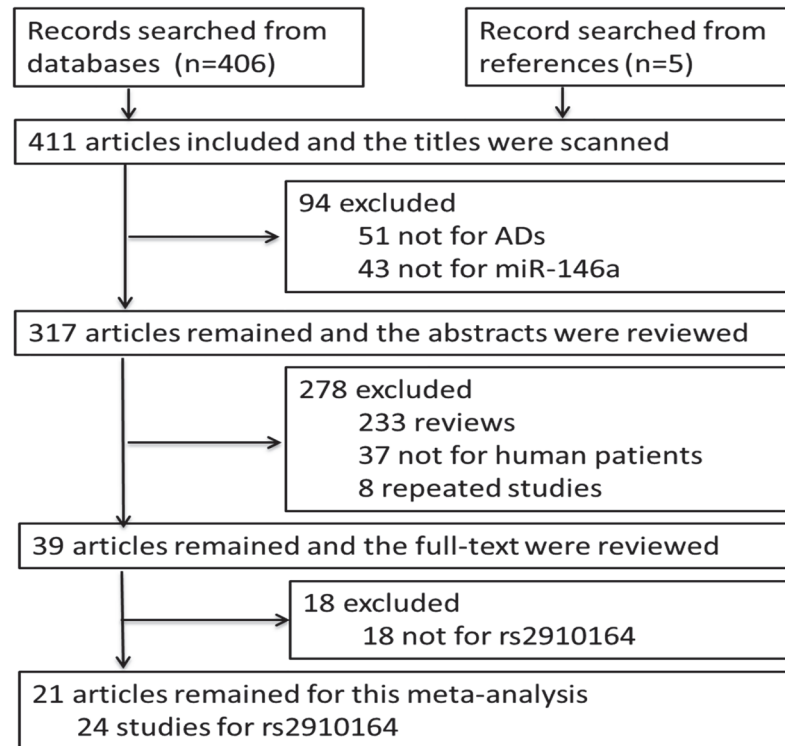 Records searched from
databases (n=406)
Record searched from
references (n=5)
411 articles included and the titles were scanned
94 excluded
51 not for ADs
43 not for miR-146a
317 articles remained and the abstracts were reviewed
278 excluded
233 reviews
37 not for human patients
8 repeated studies
39 articles remained and the full-text were reviewed
18 excluded
18 not for rs2910164
21 articles remained for this meta-analysis
24 studies for rs2910164